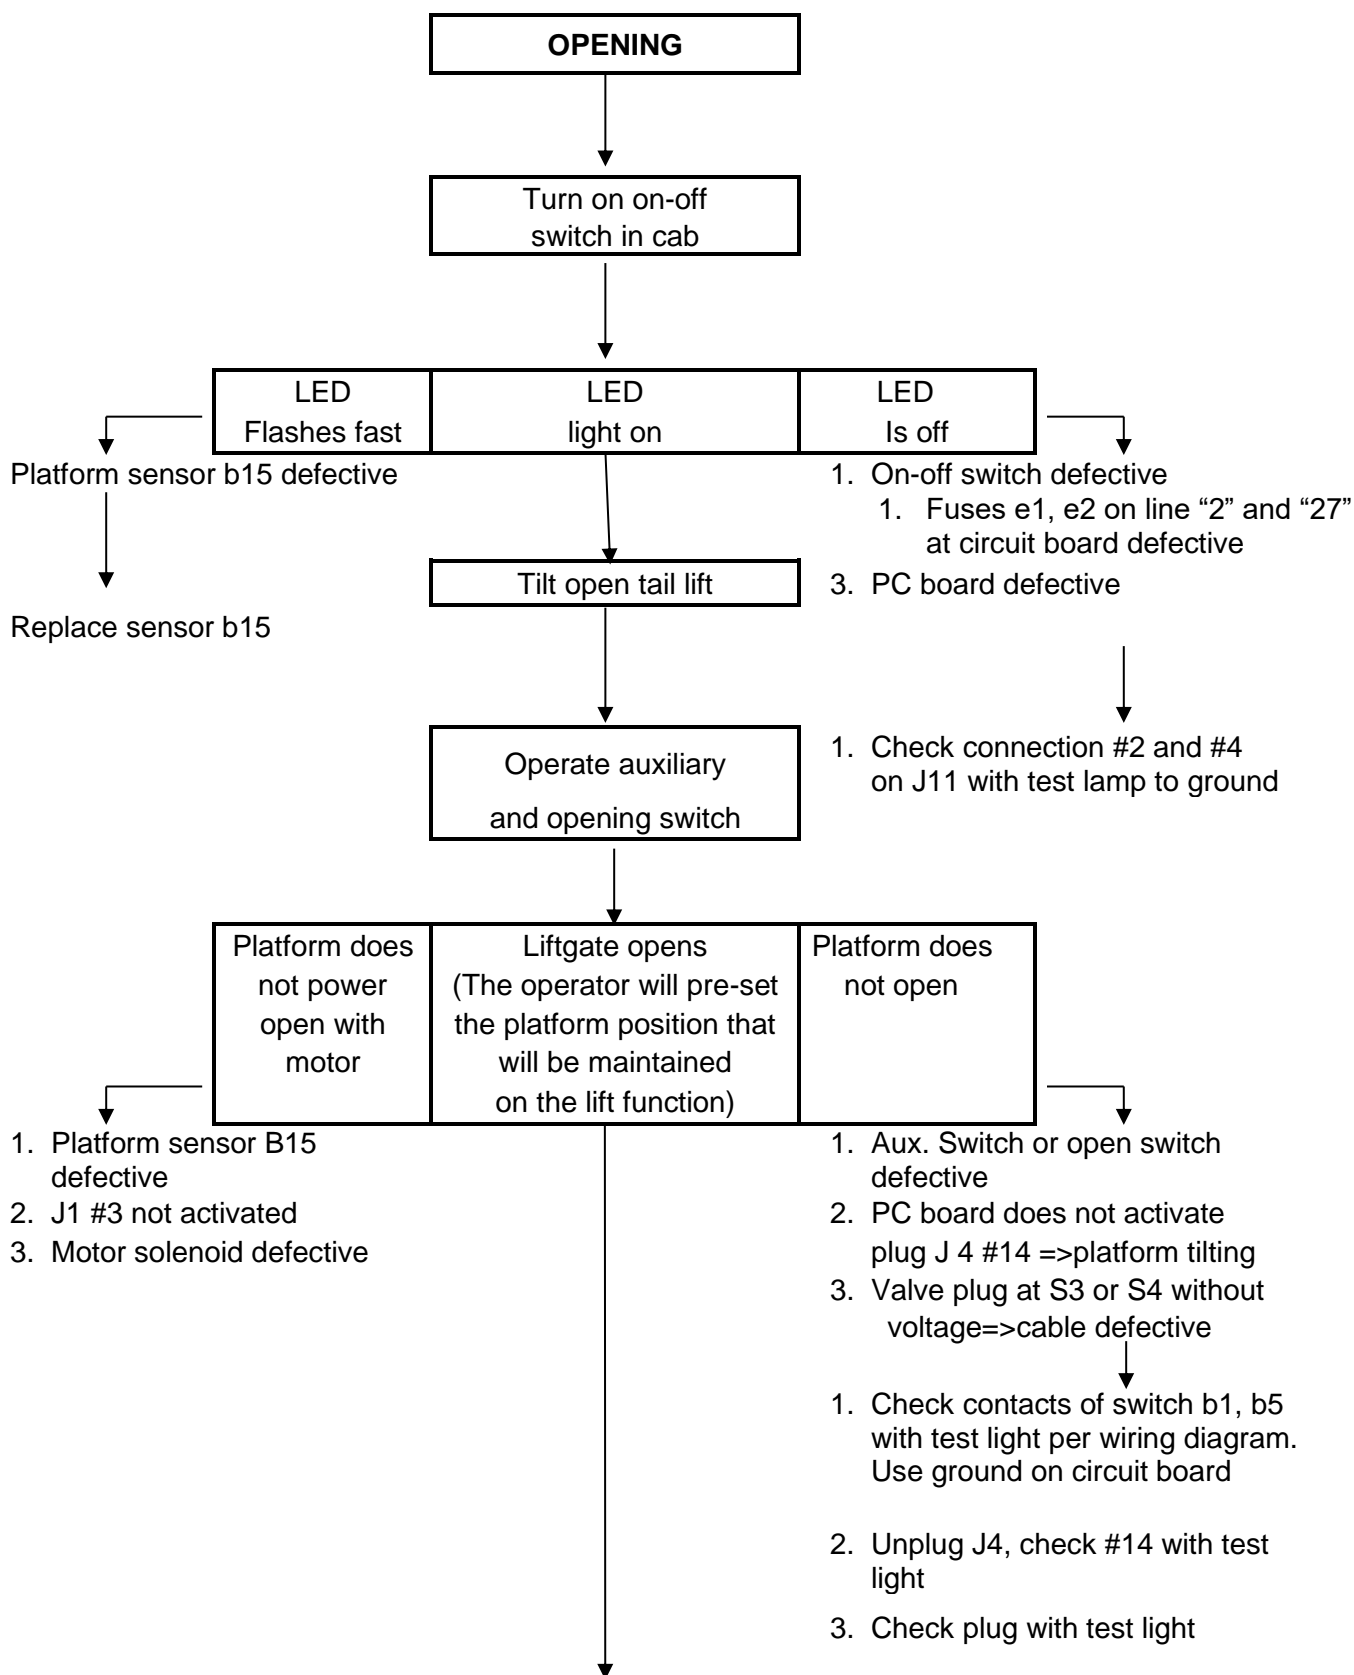 OPENING
Turn on on-off
switch in cab
LED
Flashes fast
LED
light on
LED
Is off
Platform sensor b15 defective
Replace sensor b15
1. On-off switch defective
1. Fuses e1, e2 on line “2” and “27”
at circuit board defective
3. PC board defective
Tilt open tail lift
1. Check connection #2 and #4
on J11 with test lamp to ground
Operate auxiliary
and opening switch
Platform does
not power
open with
motor
Liftgate opens
(The operator will pre-set
the platform position that
will be maintained
on the lift function)
Platform does
not open
1. Platform sensor B15
defective
2. J1 #3 not activated
3. Motor solenoid defective
1. Aux. Switch or open switch
defective
2. PC board does not activate
plug J 4 #14 =>platform tilting
3. Valve plug at S3 or S4 without
voltage=>cable defective
1. Check contacts of switch b1, b5
with test light per wiring diagram.
Use ground on circuit board
2. Unplug J4, check #14 with test
light
3. Check plug with test light